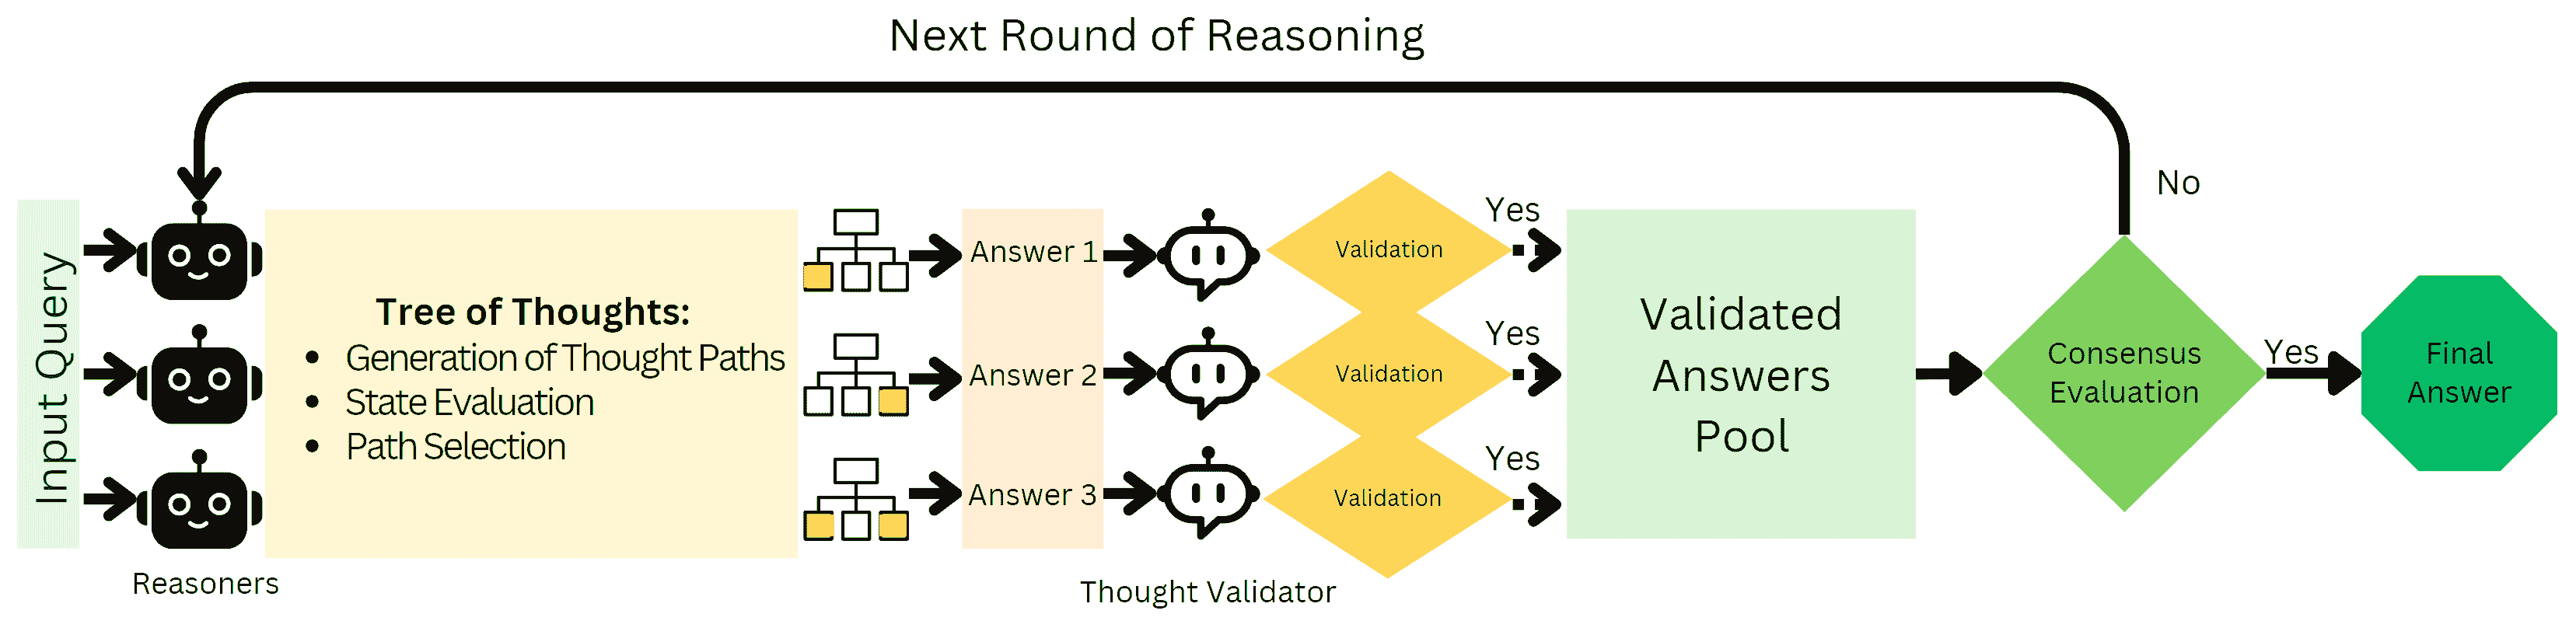 Next Round of Reasoning
No
Input Query
Reasoners
Tree of Thoughts:
• Generation of Thought Paths
• State Evaluation
• Path Selection
Answer 1
Answer 2
Answer 3
Thought Validator
Validation
Validation
Validation
Yes
Yes
Yes
Validated
Answers
Pool
Consensus
Evaluation
Yes
Final
Answer